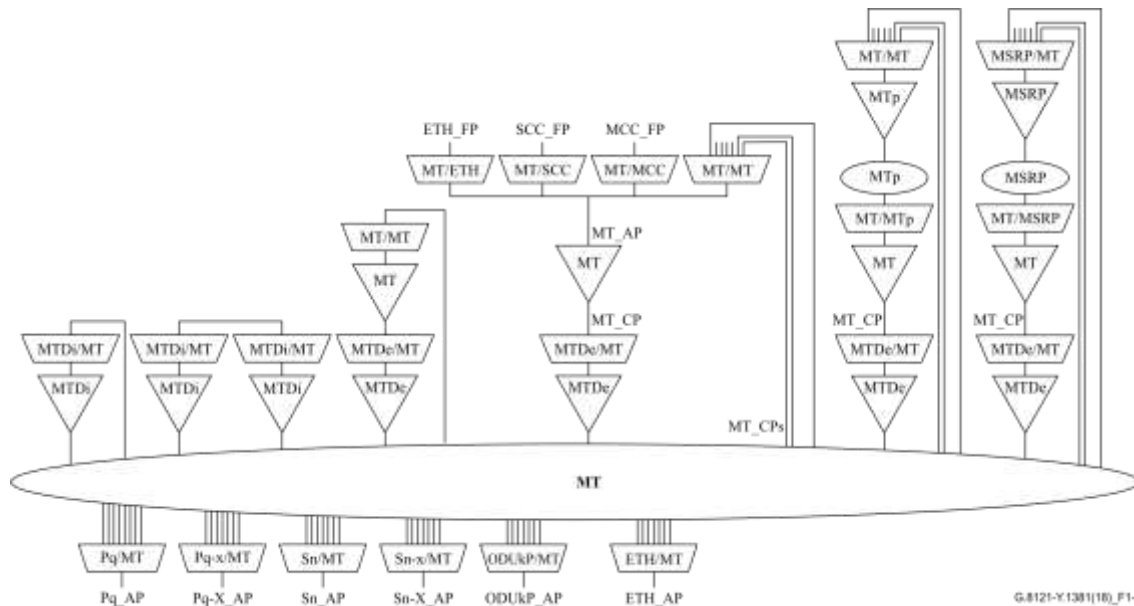 MT/MT MSRP/MT
MTp MSRP
ETH_FP SCC_FP MCC_FP
MT/ETH MT/SCC MT/MCC MT/MT
MTp MSRP
MT/MT MT/MTp MT/MSRP
MT_AP
MT MT MT MT
MT_CP MT_CP MT_CP
MTDi/MT MTDi/MT MTDi/MT MTDe/MT MTDe/MT MTDe/MT MTDe/MT
MTDi MTDi MTDi MTDe MTDe MTDe MTDe
MT_CPs
MT
Pq/MT Pq-x/MT Sn/MT Sn-x/MT ODUkP/MT ETH/MT
Pq_AP Pq-X_AP Sn_AP Sn-X_AP ODUkP_AP ETH_AP
G.8121-Y.1381(18)_F1-